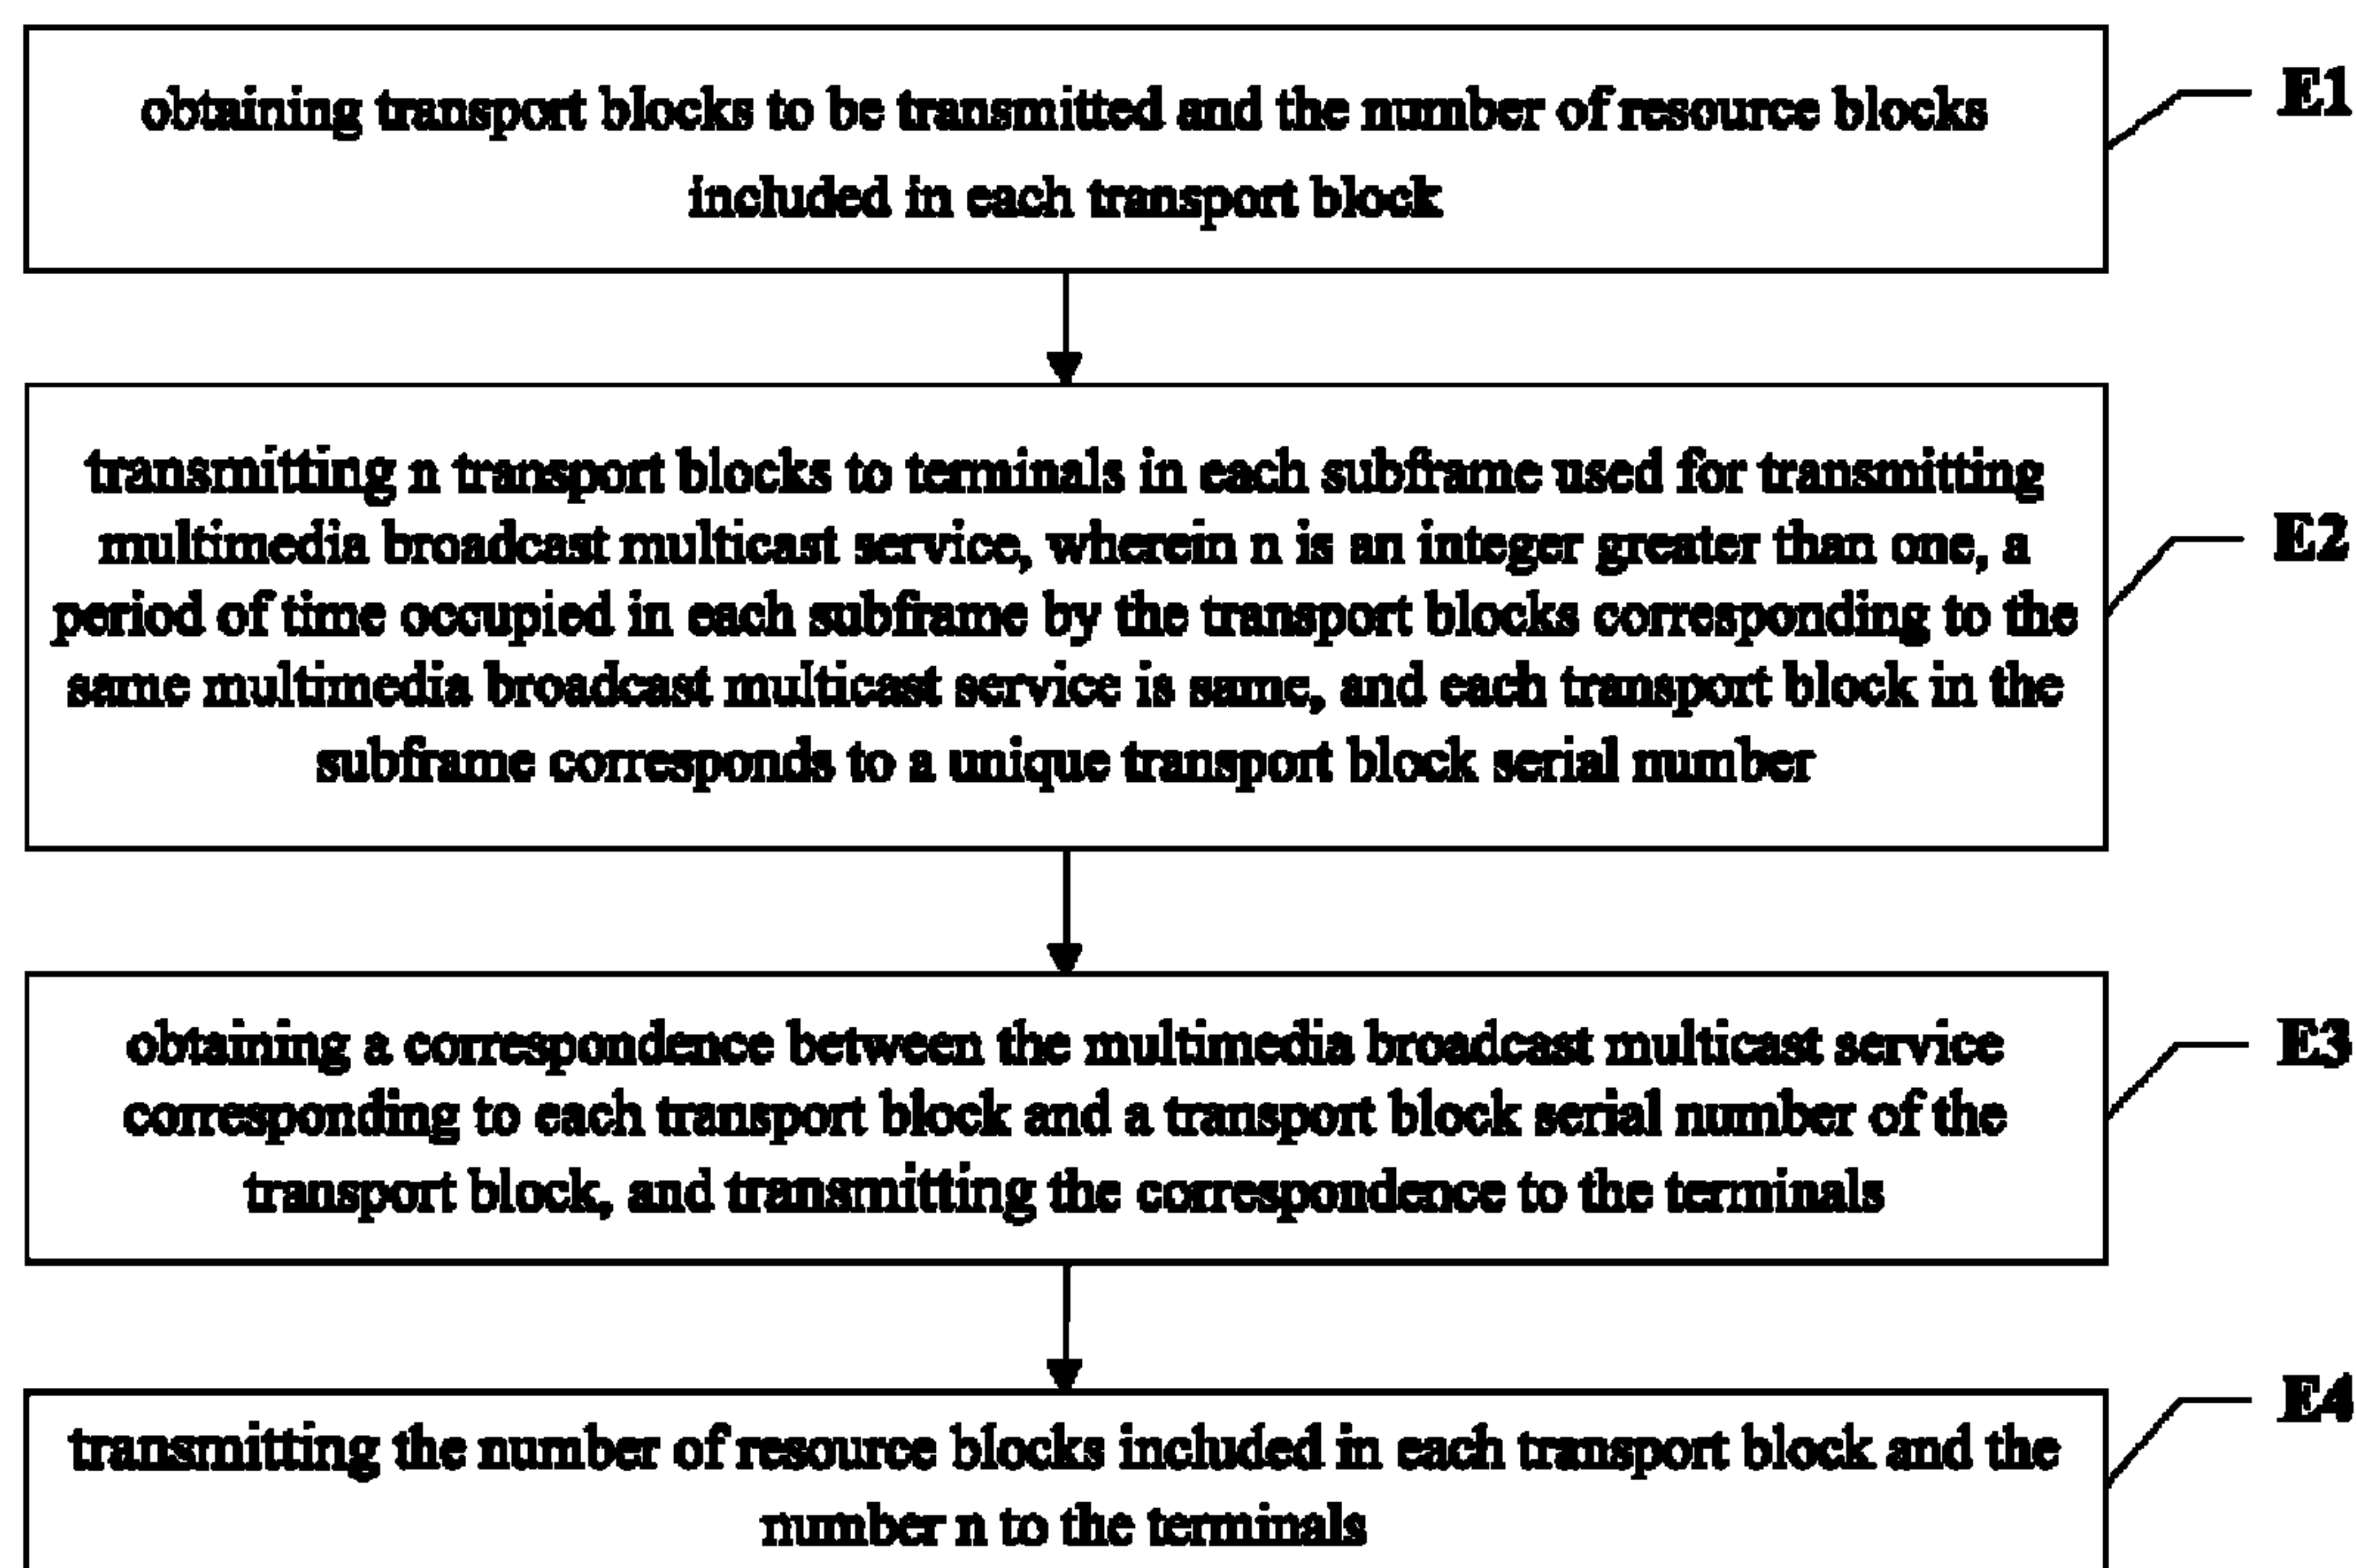 obtaining transport blocks to be transmitted and the number of resource blocks
included in each transport block
E1
transmitting n transport blocks to terminals in each subframe used for transmitting
multimedia broadcast multicast service, wherein n is an integer greater than one, a
period of time occupied in each subframe by the transport blocks corresponding to the
same multimedia broadcast multicast service is same, and each transport block in the
subframe corresponds to a unique transport block serial number
E2
obtaining a correspondence between the multimedia broadcast multicast service
corresponding to each transport block and a transport block serial number of the
transport block, and transmitting the correspondence to the terminals
E3
transmitting the number of resource blocks included in each transport block and the
number n to the terminals
E4